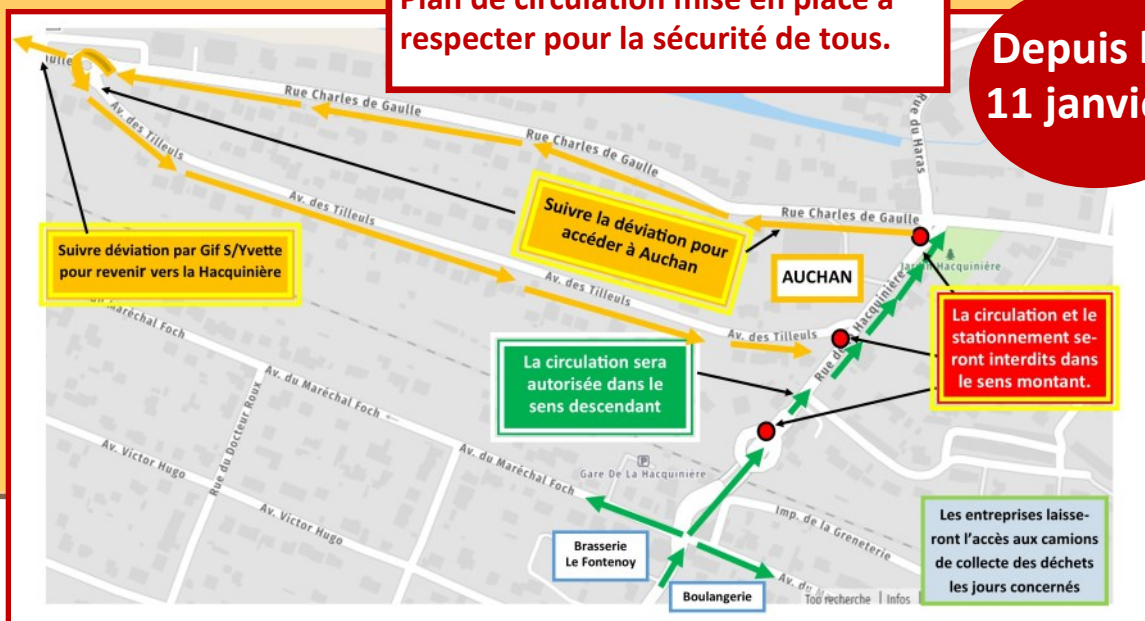 Plan de circulation mise en place à
respecter pour la sécurité de tous.
Depuis l
11 janvie
Rue Charles de Gaulle
Rue Charles de Gaulle
Rue Charles de Gaulle
Rue du Haras
Av. des Tilleuls
Av. des Tilleuls
Av. des Tilleuls
Av. des Tilleuls
Suivre la déviation pour
accéder à Auchan
Suivre déviation par Gif S/Yvette
pour revenir vers la Hacquinière
AUCHAN
Hacquinière
La circulation et le
stationnement se-
ront interdits dans
le sens montant.
La circulation sera
autorisée dans le
sens descendant
Maréchal Foch
Av. du Maréchal Foch
Av. du Maréchal Foch
Rue du Docteur Roux
Av. Victor Hugo
Av. Victor Hugo
P
Gare De La Hacquinière
Imp. de la Greneterie
Brasserie
Le Fontenoy
Boulangerie
Les entreprises laisse-
ront l'accès aux camions
de collecte des déchets
les jours concernés
recherche | Infos |